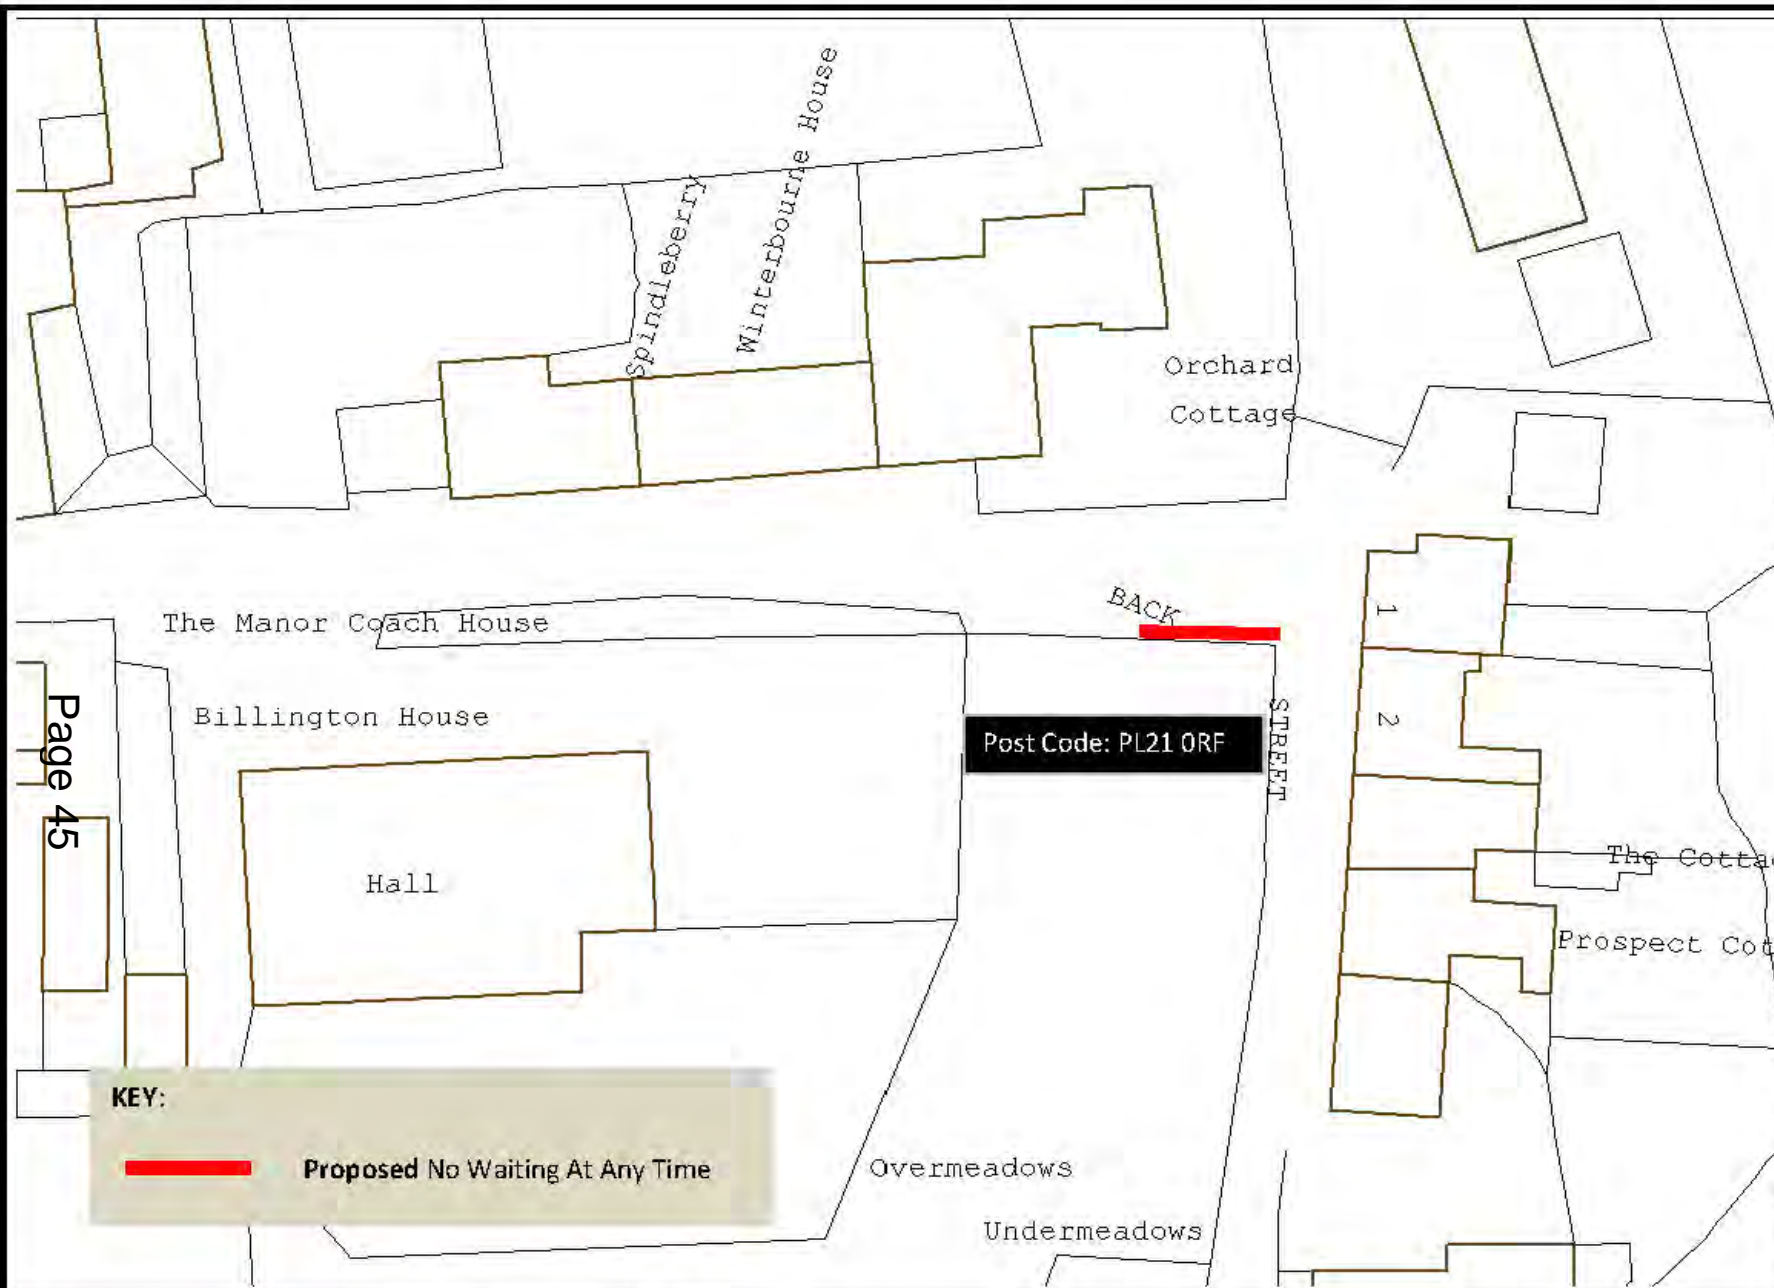 Winterbourne House
Spindleberry
Orchard
Cottage
BACK
1
The Manor Coach House
Page 45
Billington House
STREET
2
Post Code: PL21 0RF
Hall
The Cotta
Prospect Cot
KEY:
Proposed No Waiting At Any Time
Overmeadows
Undermeadows